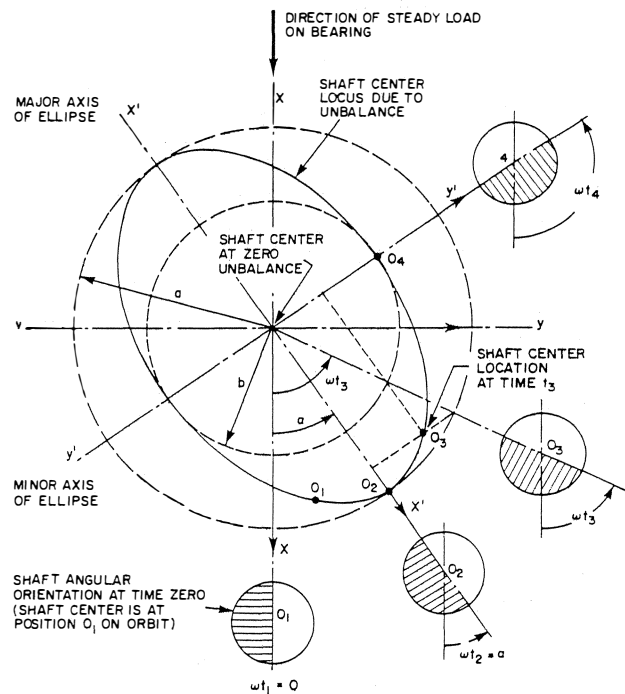 DIRECTION OF STEADY LOAD
ON BEARING
SHAFT CENTER
LOCUS DUE TO
UNBALANCE
MAJOR AXIS
OF ELLIPSE
X'
X
4
y'
ωt4
SHAFT CENTER
AT ZERO
UNBALANCE
O4
a
v
y
ωt3
SHAFT CENTER
LOCATION
AT TIME t3
b
a
O3
O3
y'
MINOR AXIS
OF ELLIPSE
O1
O2
X'
ωt3
X
SHAFT ANGULAR
ORIENTATION AT TIME ZERO
(SHAFT CENTER IS AT
POSITION O1 ON ORBIT)
O1
O2
ωt2 = a
ωt1 = O